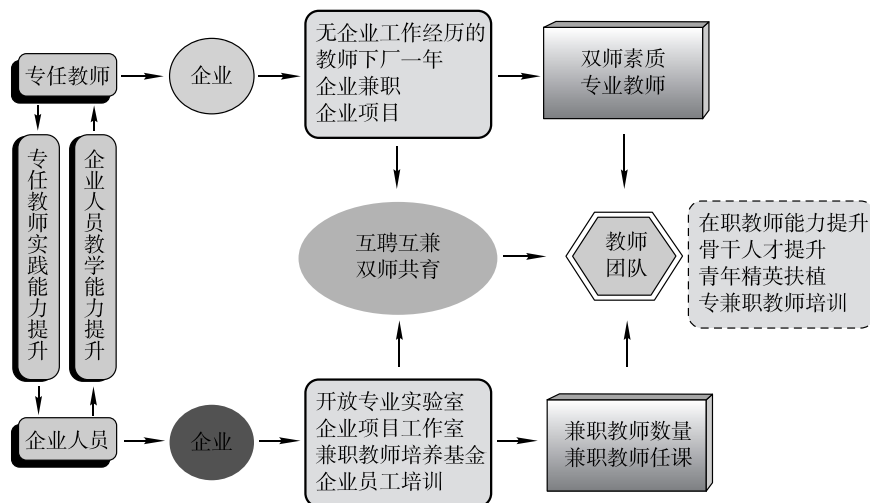 专任教师
企业
无企业工作经历的
教师下厂一年
企业兼职
企业项目
双师素质
专业教师
专任教师实践能力提升
企业人员教学能力提升
互聘互兼
双师共育
教师
团队
在职教师能力提升
骨干人才提升
青年精英扶植
专兼职教师培训
企业人员
企业
开放专业实验室
企业项目工作室
兼职教师培养基金
企业员工培训
兼职教师数量
兼职教师任课